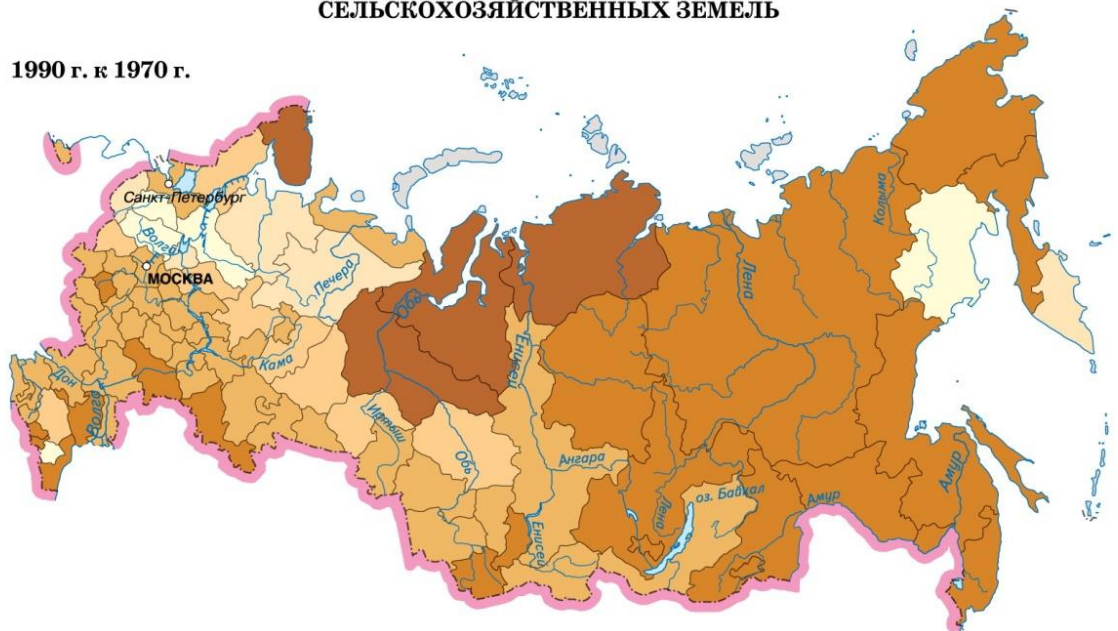 СЕЛЬСКОХОЗЯЙСТВЕННЫХ ЗЕМЕЛЬ
1990 г. к 1970 г.
Санкт-Петербург
Волга
МОСКВА
Печера
Обь
Енисей
Лена
Колыма
Дон
Волга
Кама
Иртыш
Обь
Ангара
Енисей
Лена
оз. Байкал
Амур
Амур